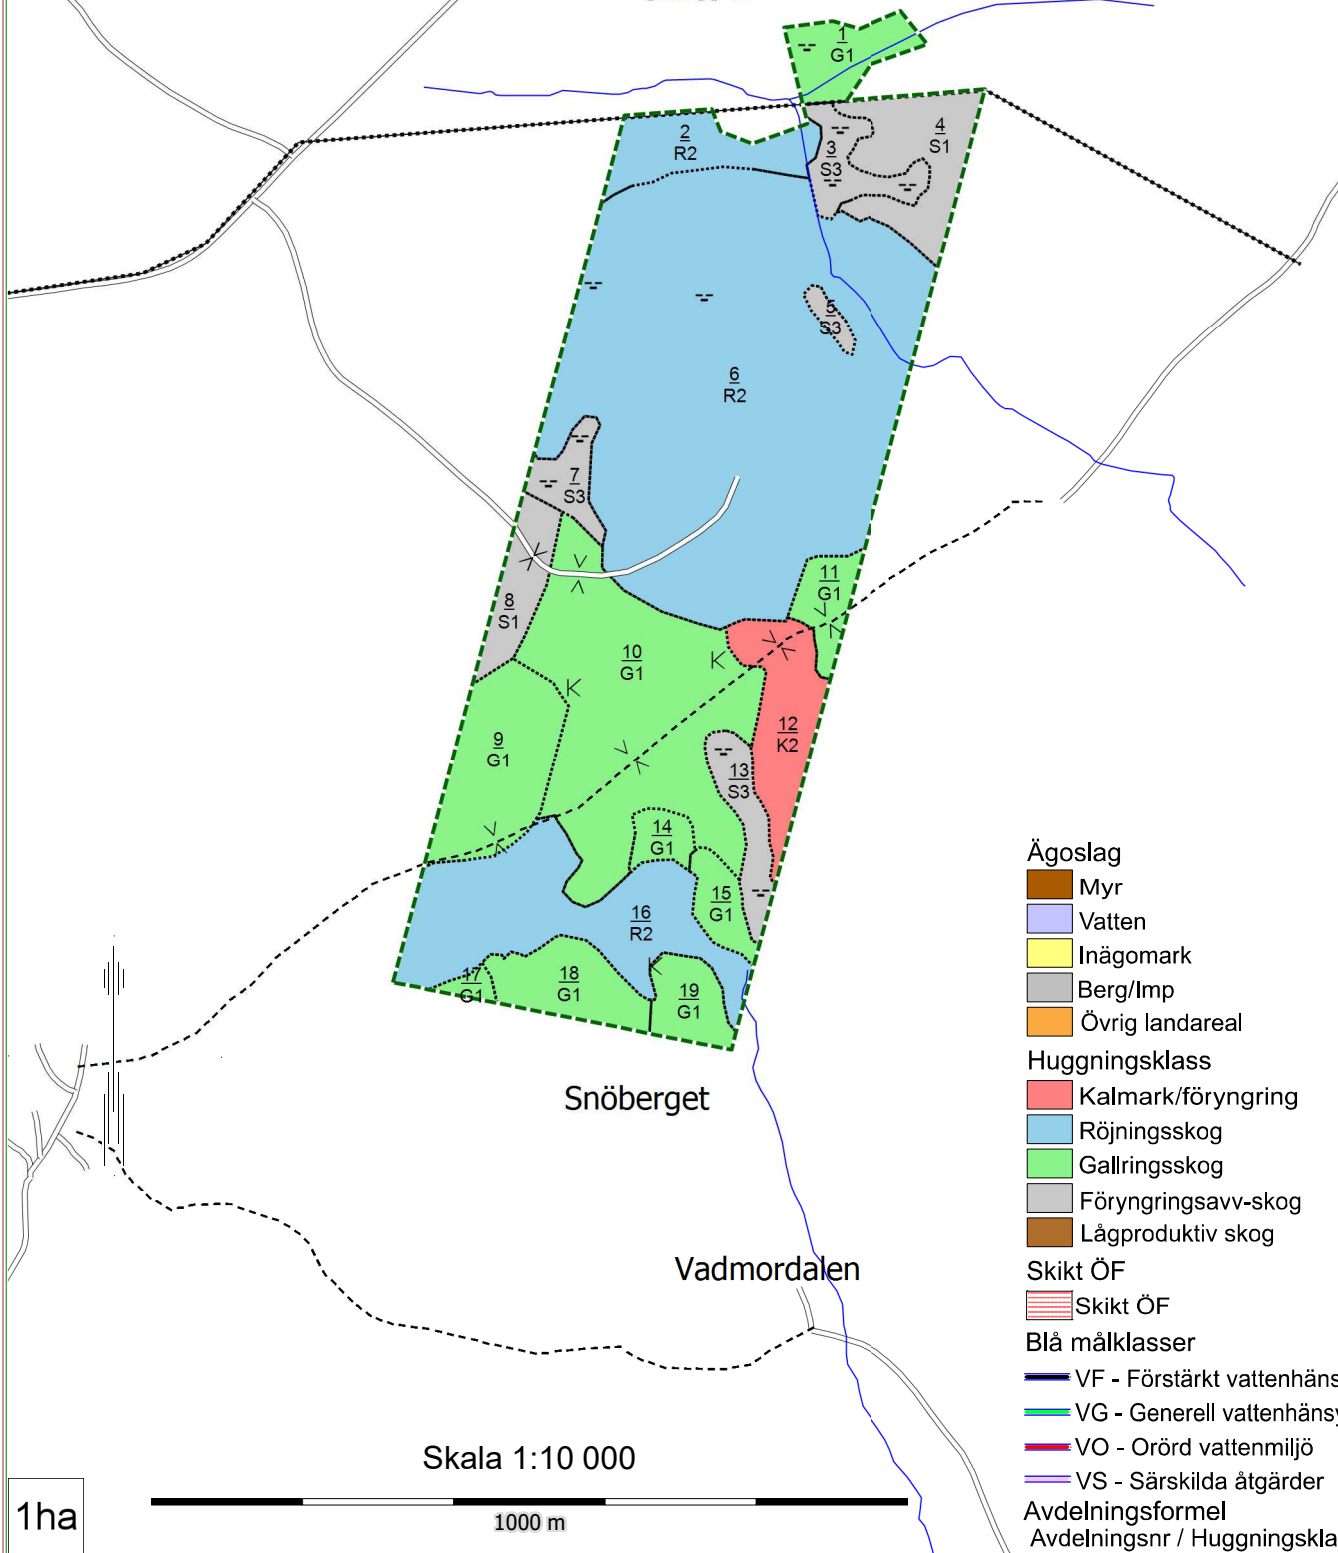 1
G1
2
R2
3
S3
4
S1
5
S3
6
R2
7
S3
8
S1
9
G1
10
G1
11
G1
12
K2
13
S3
14
G1
15
G1
16
R2
17
G1
18
G1
19
G1
Snöberget
Vadmordalen
Ägoslag
Myr
Vatten
Inägomark
Berg/Imp
Övrig landareal
Huggningsklass
Kalmark/föryngring
Röjningsskog
Gallringsskog
Föryngringsavv-skog
Lågproduktiv skog
Skikt ÖF
Skikt ÖF
Blå målklasser
VF - Förstärkt vattenhäns
VG - Generell vattenhänsy
VO - Orörd vattenmiljö
VS - Särskilda åtgärder
Avdelningsformel
Avdelningsnr / Huggningskla
Skala 1:10 000
1000 m
1ha